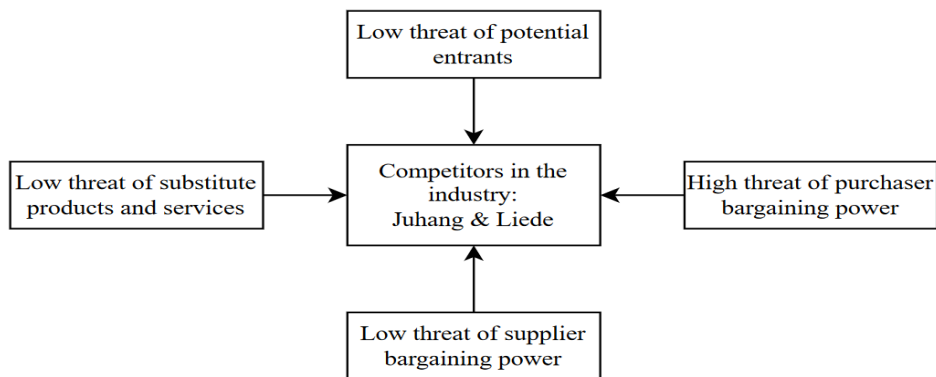 Low threat of potential
entrants
Low threat of substitute
products and services
Competitors in the
industry:
Juhang & Liede
High threat of purchaser
bargaining power
Low threat of supplier
bargaining power